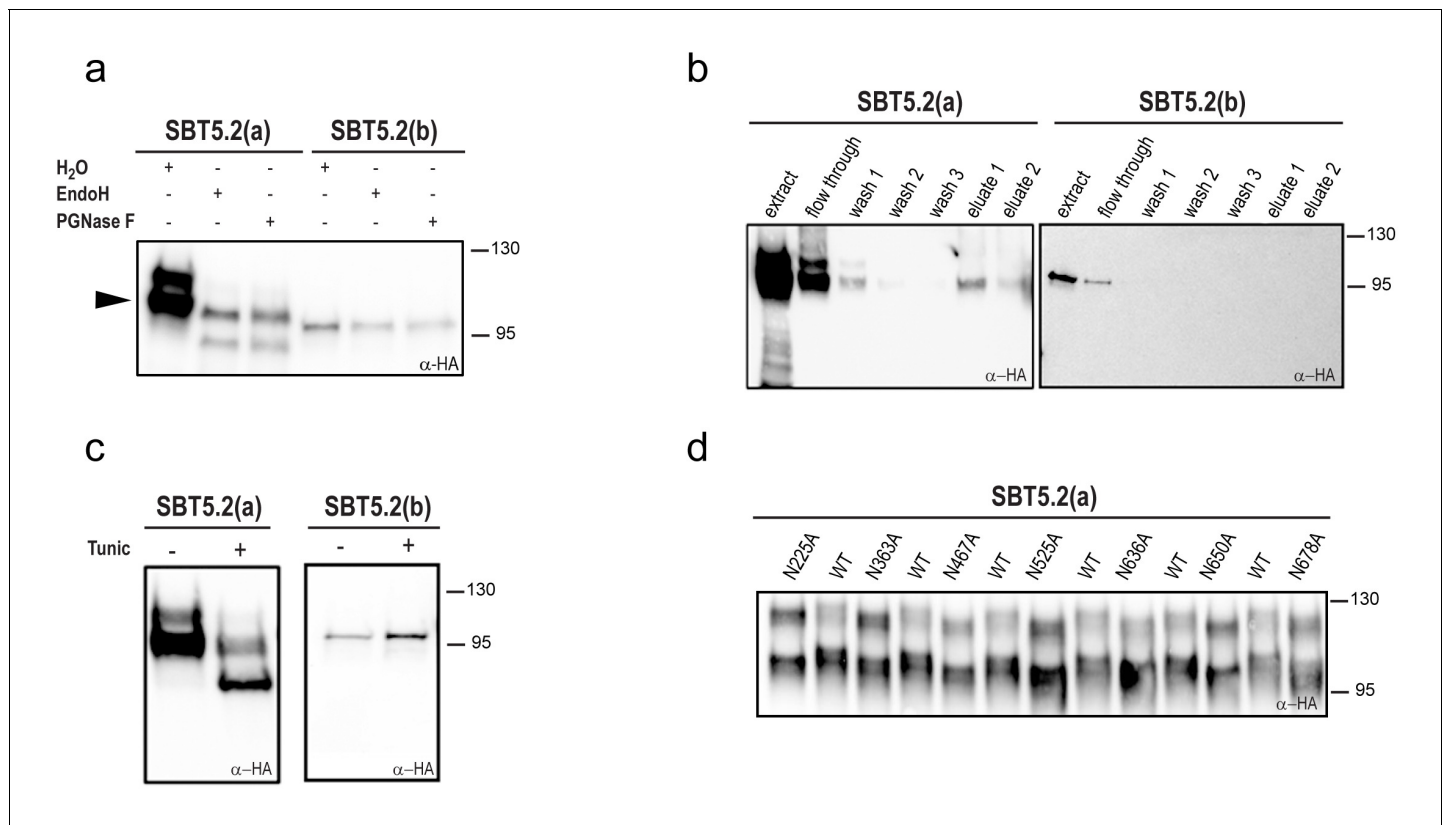 a
SBT5.2(a) SBT5.2(b)
H2O + - - + - -
EndoH - + - - + -
PGNase F - - + - - +
130
95
α-HA
b
SBT5.2(a) SBT5.2(b)
extract flow through wash 1 wash 2 wash 3 eluate 1 eluate 2 extract flow through wash 1 wash 2 wash 3 eluate 1 eluate 2
130
95
α–HA α–HA
c
SBT5.2(a) SBT5.2(b)
Tunic - + - +
130
95
α–HA α–HA
d
SBT5.2(a)
N225A WT N363A WT N467A WT N525A WT N636A WT N650A WT N678A
130
95
α–HA